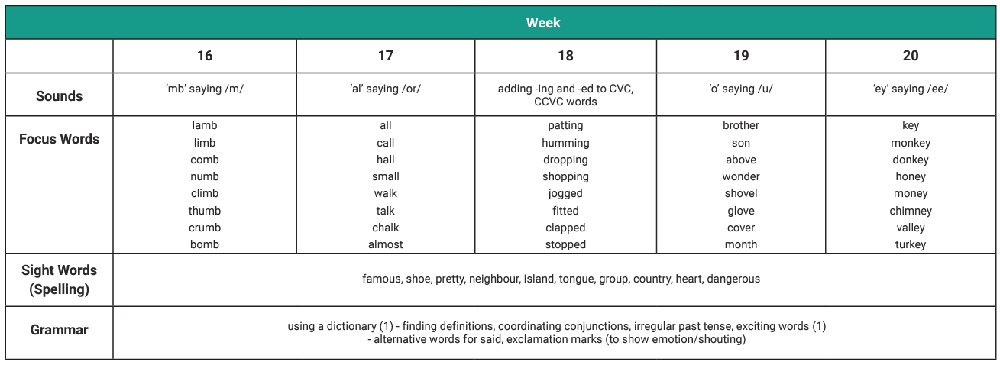 Week
16 17 18 19 20
Sounds ‘mb’ saying /m/ ‘al’ saying /or/ adding -ing and -ed to CVC, ‘o’ saying /u/ ‘ey’ saying /ee/
CCVC words
Focus Words
lamb all patting brother key
limb call humming son monkey
comb hall dropping above donkey
numb small shopping wonder honey
climb walk jogged shovel money
thumb talk fitted glove chimney
crumb chalk clapped cover valley
bomb almost stopped month turkey
Sight Words
(Spelling)
famous, shoe, pretty, neighbour, island, tongue, group, country, heart, dangerous
Grammar
using a dictionary (1) - finding definitions, coordinating conjunctions, irregular past tense, exciting words (1)
- alternative words for said, exclamation marks (to show emotion/shouting)